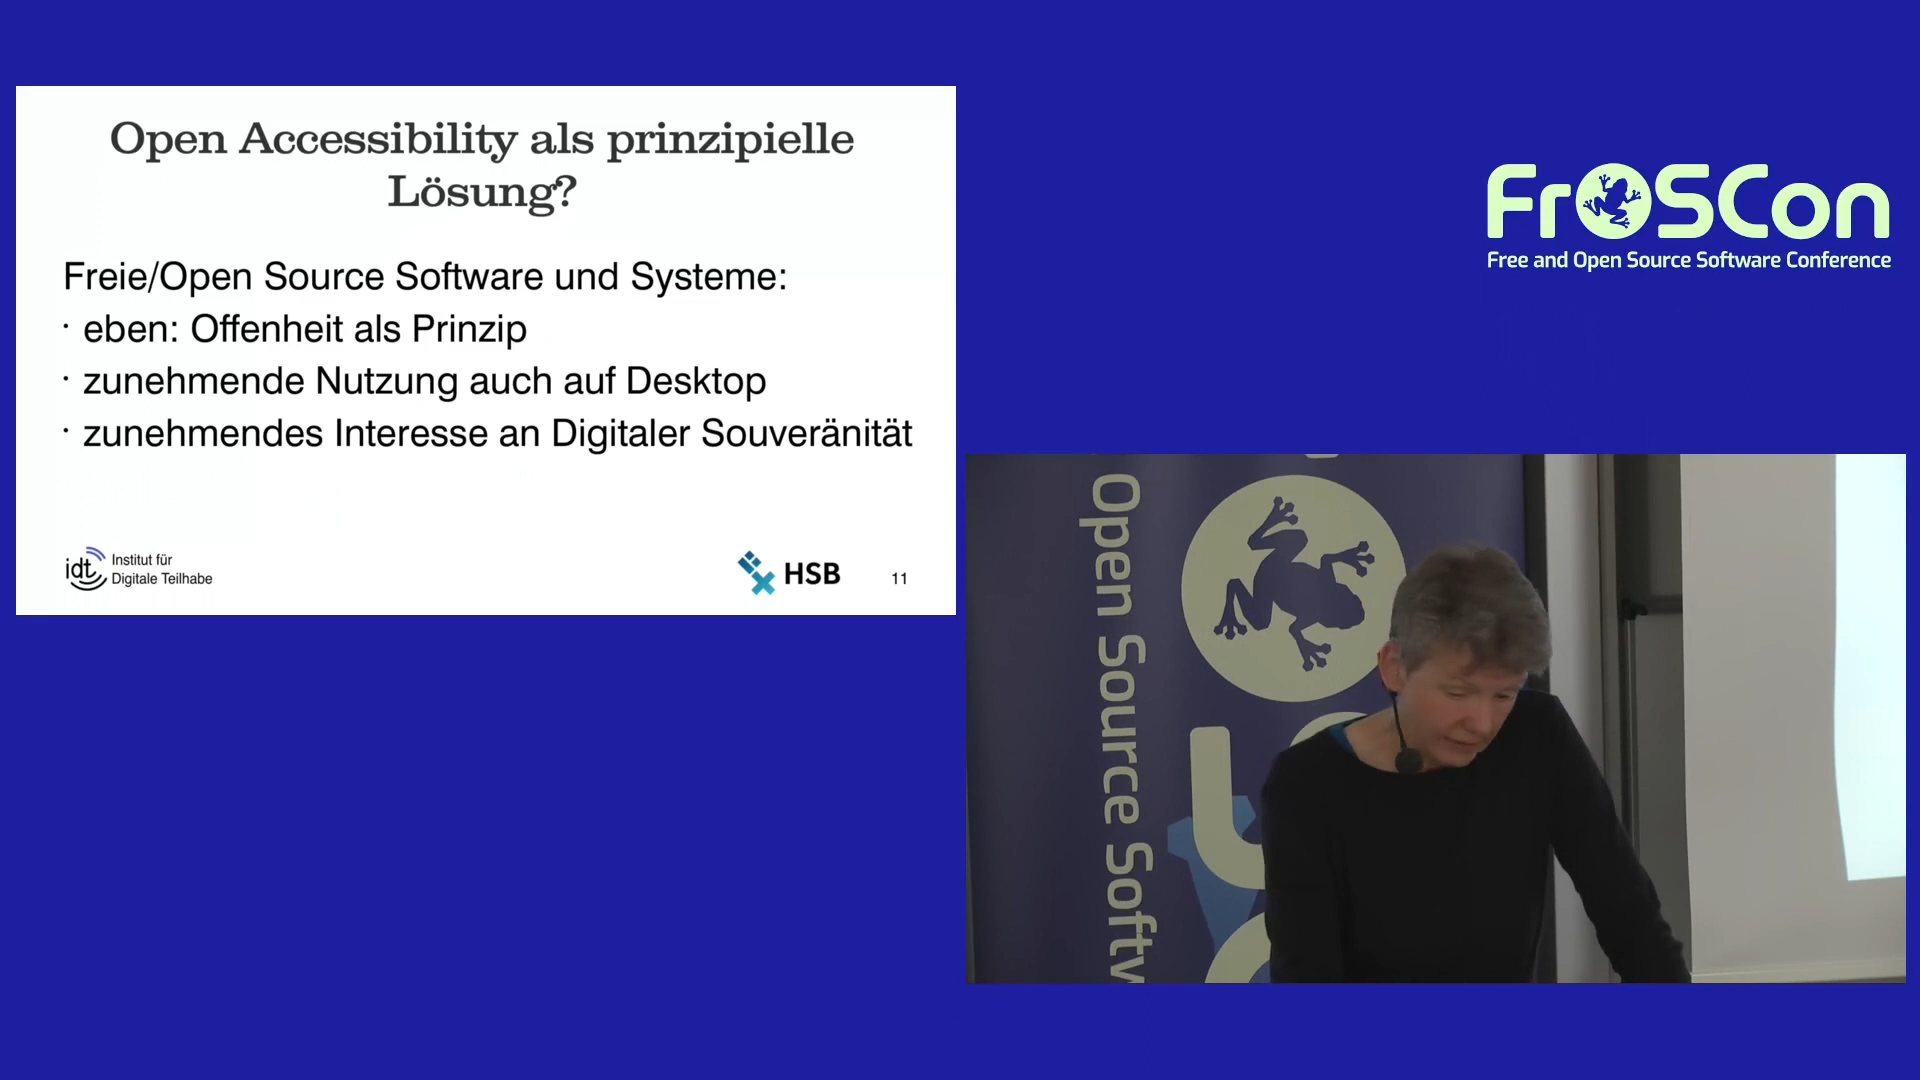 Open Accessibility als prinzipielle
Lösung?
Freie/Open Source Software und Systeme:
· eben: Offenheit als Prinzip
· zunehmende Nutzung auch auf Desktop
· zunehmendes Interesse an Digitaler Souveränität
idt Institut für
Digitale Teilhabe
HSB
11
FrOSCon
Free and Open Source Software Conference
Open Source Softw